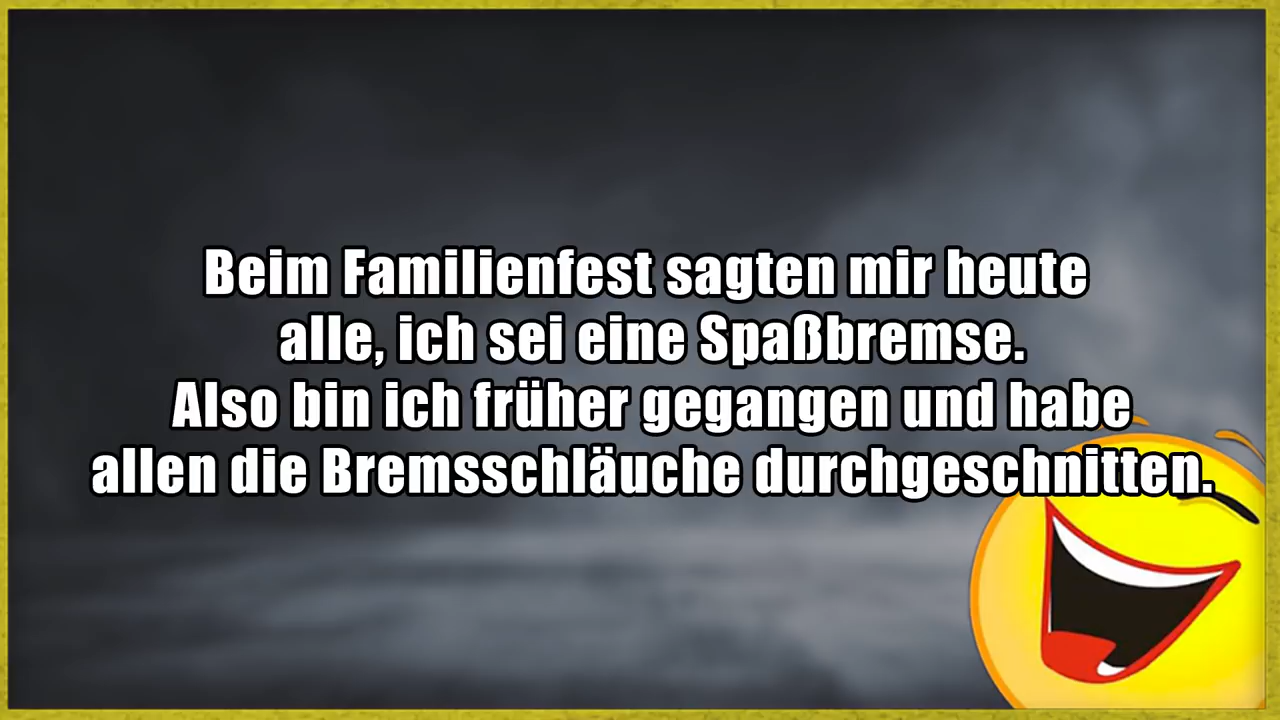 Beim Familienfest sagten mir heute
alle, ich sei eine Spaßbremse.
Also bin ich früher gegangen und habe
allen die Bremsschläuche durchgeschnitten.